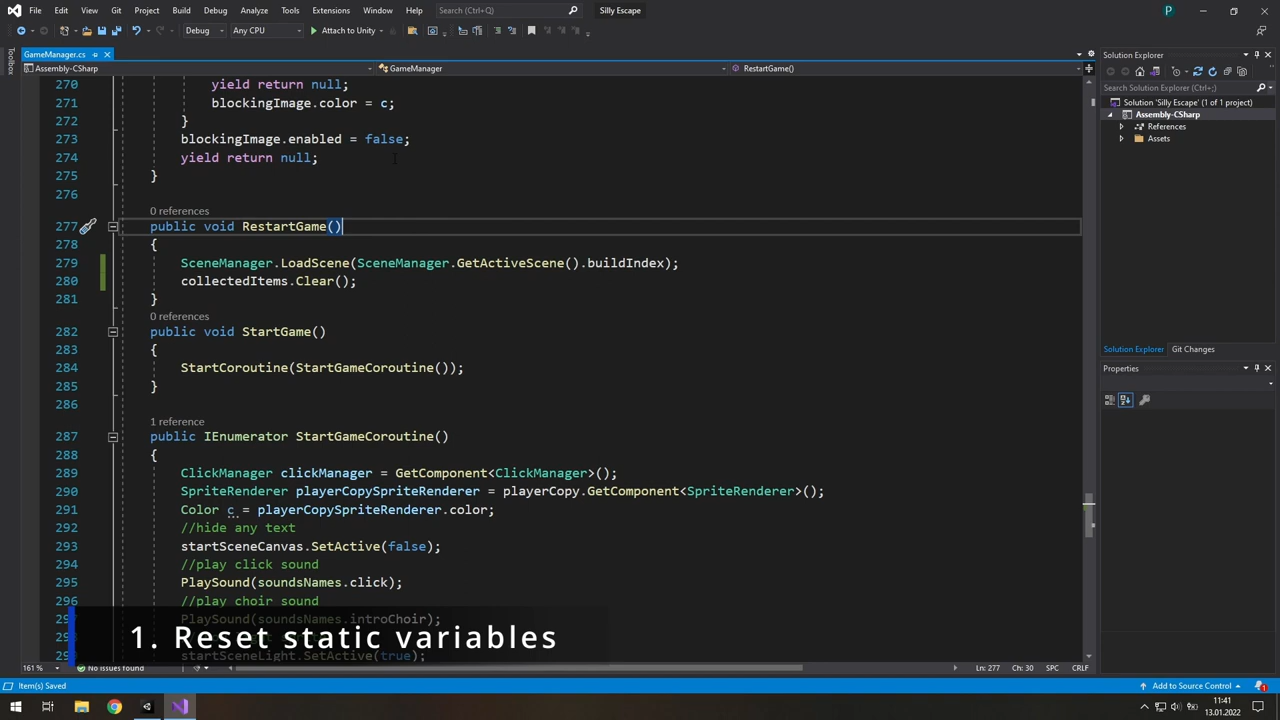 File Edit View Git Project Build Debug Analyze Tools Extensions Window Help Search (Ctrl+Q) Silly Escape P
Debug Any CPU Attach to Unity
Toolbox
GameManager.cs
Assembly-CSharp GameManager RestartGame()
270 yield return null;
271 blockingImage.color = c;
272 }
273 blockingImage.enabled = false;
274 yield return null;
275 }
276
0 references
277 public void RestartGame()
278 {
279 SceneManager.LoadScene(SceneManager.GetActiveScene().buildIndex);
280 collectedItems.Clear();
281 }
0 references
282 public void StartGame()
283 {
284 StartCoroutine(StartGameCoroutine());
285 }
286
1 reference
287 public IEnumerator StartGameCoroutine()
288 {
289 ClickManager clickManager = GetComponent<ClickManager>();
290 SpriteRenderer playerCopySpriteRenderer = playerCopy.GetComponent<SpriteRenderer>();
291 Color c = playerCopySpriteRenderer.color;
292 //hide any text
293 startSceneCanvas.SetActive(false);
294 //play click sound
295 PlaySound(soundsNames.click);
296 //play choir sound
PlaySound(soundsNames.introChoir);
startSceneLight.SetActive(true);
1. Reset static variables
Solution Explorer
Search Solution Explorer (Ctrl+;)
Solution 'Silly Escape' (1 of 1 project)
Assembly-CSharp
References
Assets
Solution Explorer Git Changes
Properties
161 % No issues found Ln: 277 Ch: 30 SPC CRLF
Item(s) Saved Add to Source Control 1
11:41
13.01.2022